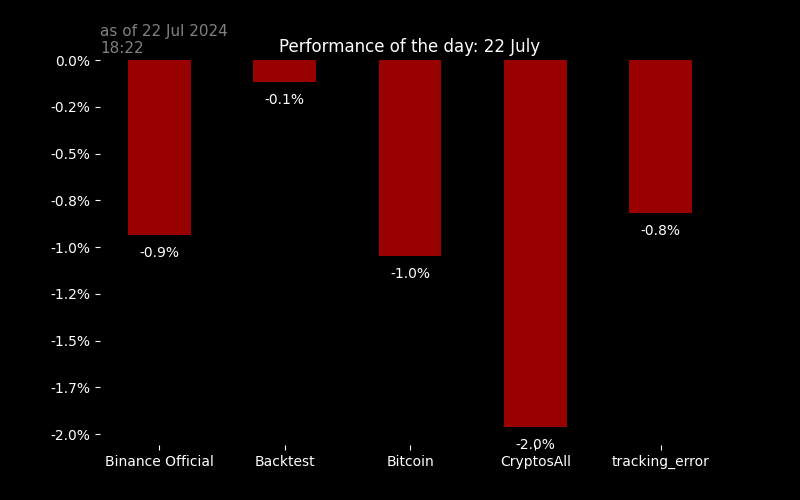 as of 22 Jul 2024
18:22
Performance of the day: 22 July
0.0%
-0.2%
-0.5%
-0.8%
-1.0%
-1.2%
-1.5%
-1.7%
-2.0%
-0.9%
-0.1%
-1.0%
-2.0%
-0.8%
Binance Official
Backtest
Bitcoin
CryptosAll
tracking_error